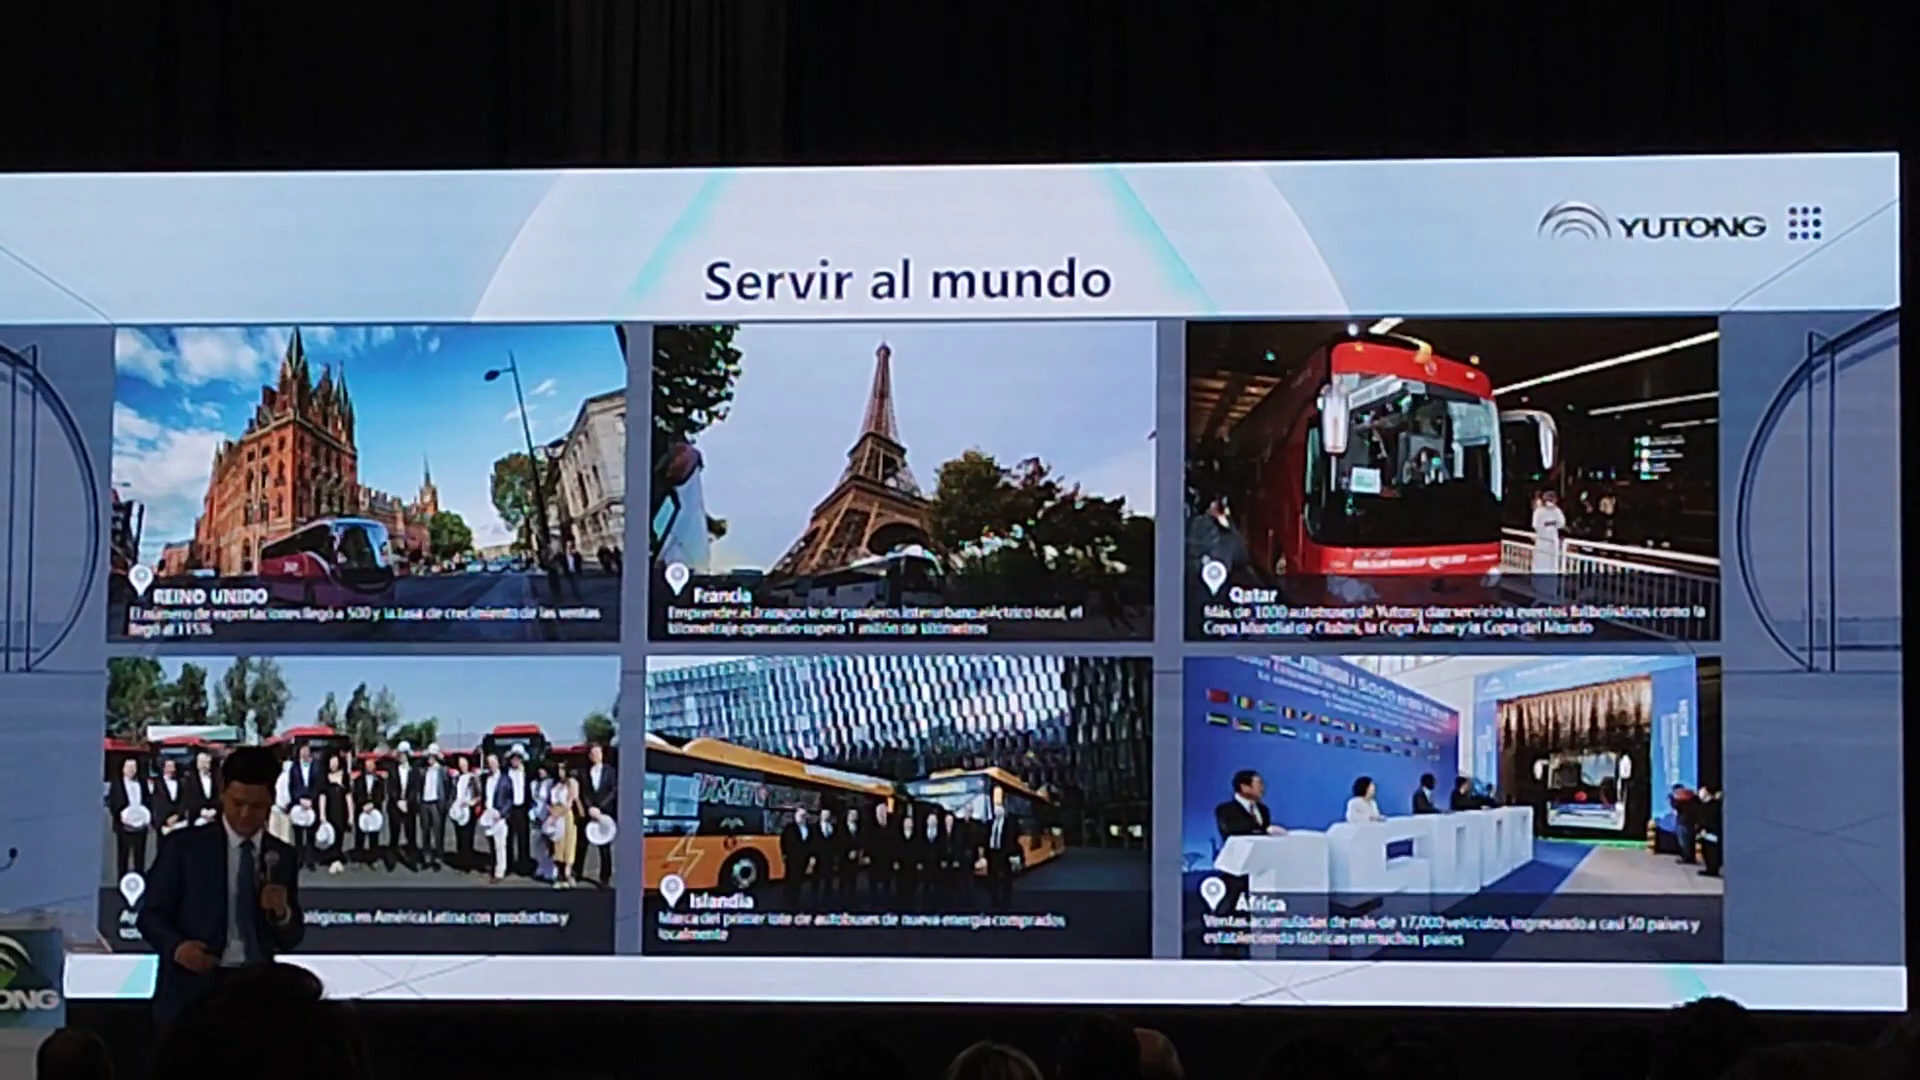 YUTONG
Servir al mundo
REINO UNIDO
El número de exportaciones llegó a 500 y la tasa de crecimiento de las ventas
llegó al 115%
Francia
Emprender el transporte de pasajeros interurbano eléctrico local, el
kilometraje operativo supera 1 millón de kilómetros
Qatar
Más de 1000 autobuses de Yutong dan servicio a eventos futbolísticos como la
Copa Mundial de Clubes, la Copa Árabe y la Copa del Mundo
lógicos en América Latina con productos y
Islandia
Marca del primer lote de autobuses de nueva energía comprados
localmente
África
Ventas acumuladas de más de 17,000 vehículos, ingresando a casi 50 países y
estableciendo fábricas en muchos países
ONG